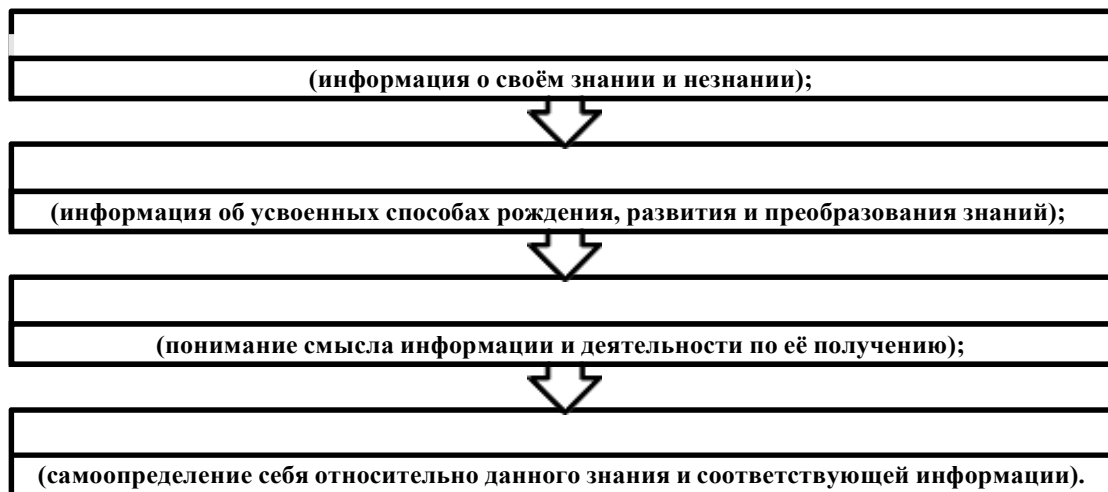 (информация о своём знании и незнании);
(информация об усвоенных способах рождения, развития и преобразования знаний);
(понимание смысла информации и деятельности по её получению);
(самоопределение себя относительно данного знания и соответствующей информации).